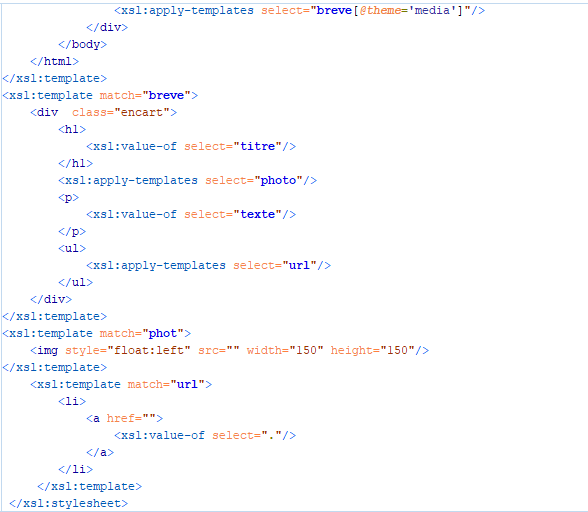 <xsl:apply-templates select="breve[@theme='media']"/>
</div>
</body>
</html>
</xsl:template>
<xsl:template match="breve">
<div  class="encart">
<h1>
<xsl:value-of select="titre"/>
</h1>
<xsl:apply-templates select="photo"/>
<p>
<xsl:value-of select="texte"/>
</p>
<ul>
<xsl:apply-templates select="url"/>
</ul>
</div>
</xsl:template>
<xsl:template match="phot">
<img style="float:left" src="" width="150" height="150"/>
</xsl:template>
<xsl:template match="url">
<li>
<a href="">
<xsl:value-of select="."/>
</a>
</li>
</xsl:template>
</xsl:stylesheet>